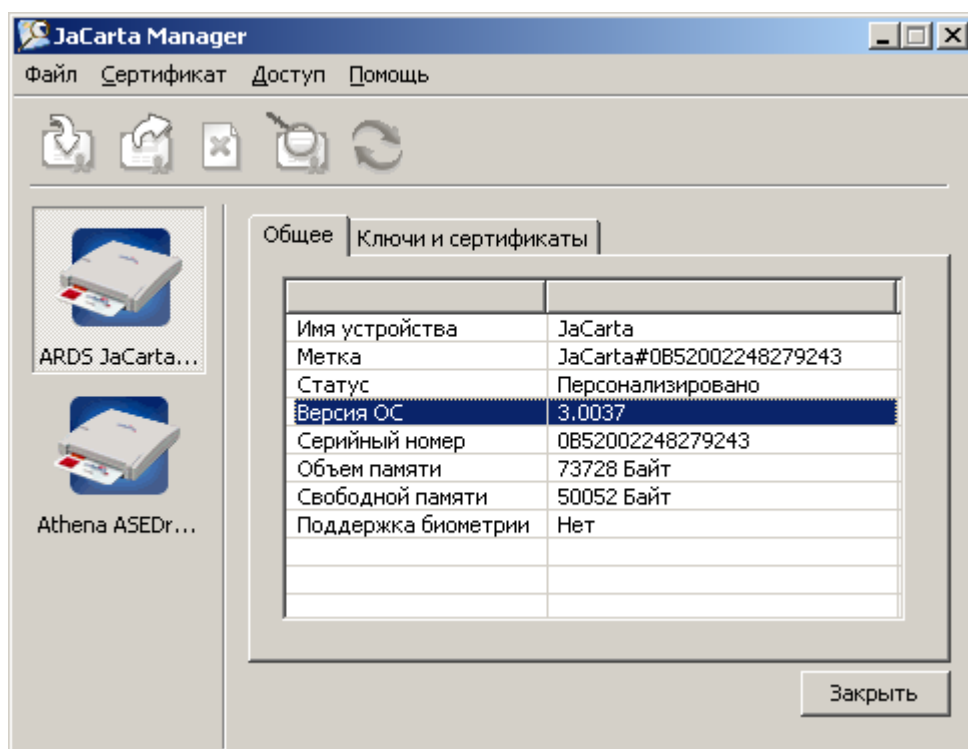 JaCarta Manager
Файл Сертификат Доступ Помощь
ARDS JaCarta...
Athena ASEDr...
Общее Ключи и сертификаты
Имя устройства JaCarta
Метка JaCarta#0B52002248279243
Статус Персонализировано
Версия ОС 3.0037
Серийный номер 0B52002248279243
Объем памяти 73728 Байт
Свободной памяти 50052 Байт
Поддержка биометрии Нет
Закрыть